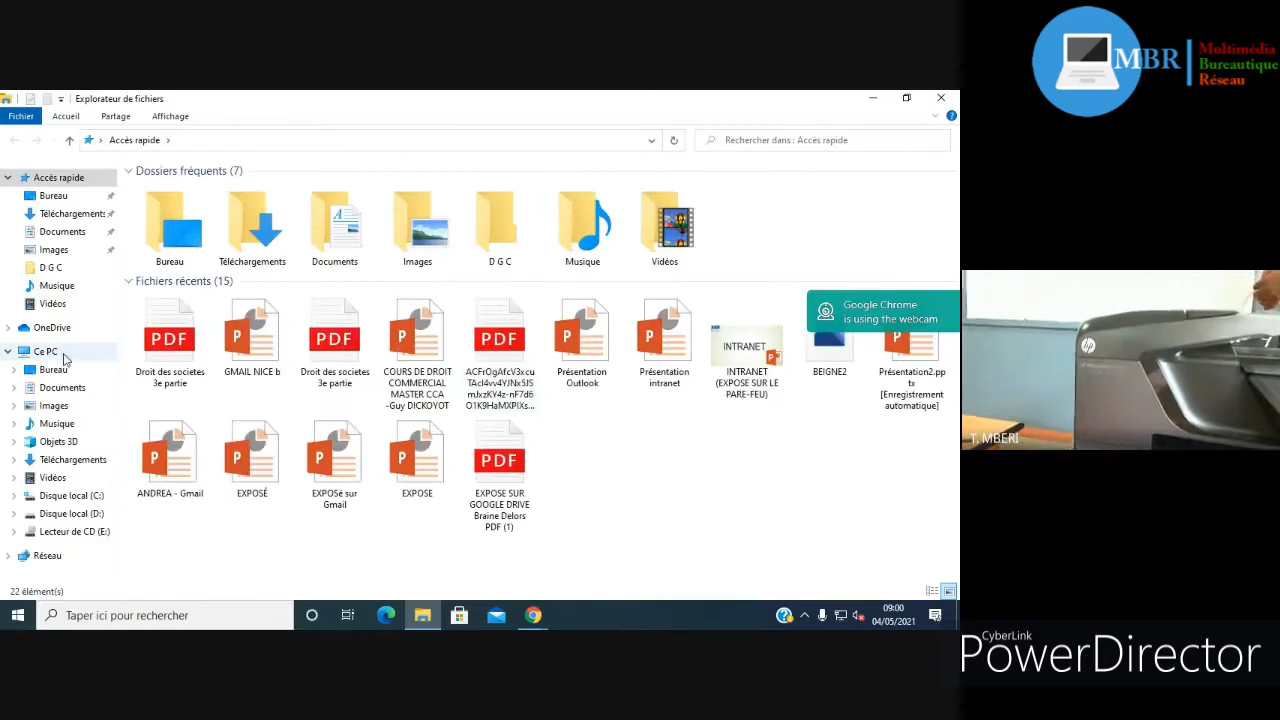 Explorateur de fichiers
Fichier Accueil Partage Affichage
Accès rapide
Rechercher dans : Accès rapide
Accès rapide
Bureau
Téléchargements
Documents
Images
D G C
Musique
Vidéos
OneDrive
Ce PC
Bureau
Documents
Images
Musique
Objets 3D
Téléchargements
Vidéos
Disque local (C:)
Disque local (D:)
Lecteur de CD (E:)
Réseau
Dossiers fréquents (7)
Bureau Téléchargements Documents Images D G C Musique Vidéos
Fichiers récents (15)
PDF
Droit des societes
3e partie
GMAIL NICE b
PDF
Droit des societes
3e partie
COURS DE DROIT
COMMERCIAL
MASTER CCA
-Guy DICKOYOT
PDF
Présentation
Outlook
Présentation
intranet
INTRANET
INTRANET
(EXPOSE SUR LE
PARE-FEU)
BEIGNE2
Présentation2.pp
tx
[Enregistrement
automatique]
Google Chrome
is using the webcam
ANDREA - Gmail
EXPOSÉ
EXPOSé sur
Gmail
EXPOSE
PDF
EXPOSE SUR
GOOGLE DRIVE
Braine Delors
PDF (1)
22 élément(s)
Taper ici pour rechercher
09:00
04/05/2021
MBR
Multimédia
Bureautique
Réseau
hp
T. MBERI
CyberLink
PowerDirector